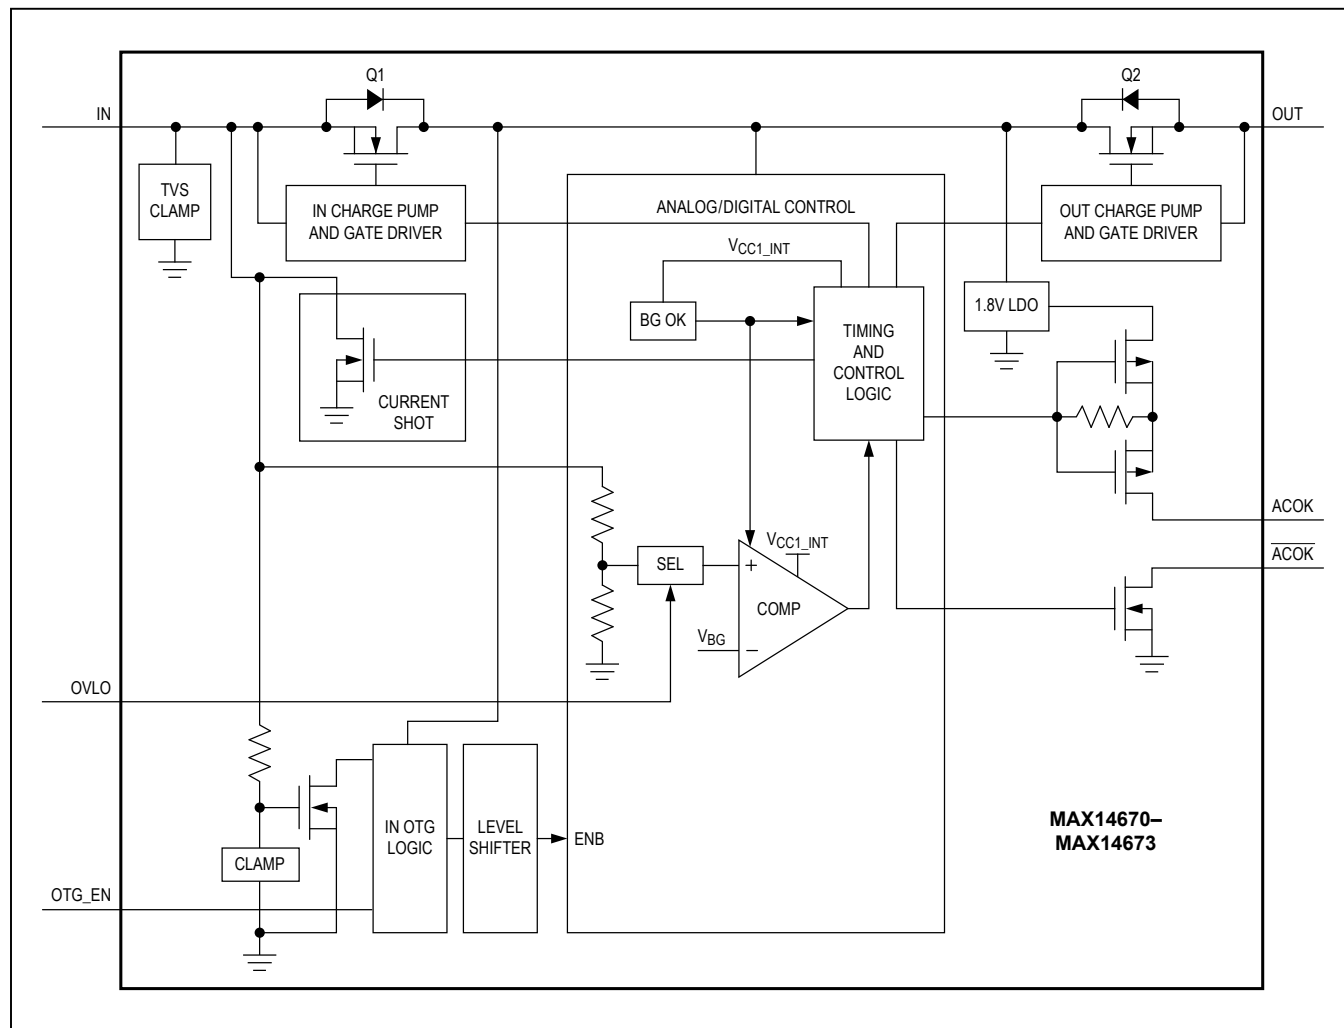 Q1
Q2
IN
OUT
TVS
CLAMP
IN CHARGE PUMP
AND GATE DRIVER
ANALOG/DIGITAL CONTROL
OUT CHARGE PUMP
AND GATE DRIVER
VCC1_INT
BG OK
TIMING
AND
CONTROL
LOGIC
1.8V LDO
CURRENT
SHOT
ACOK
ACOK
VCC1_INT
SEL
+
COMP
VBG
−
OVLO
IN OTG
LOGIC
LEVEL
SHIFTER
ENB
CLAMP
OTG_EN
MAX14670–
MAX14673